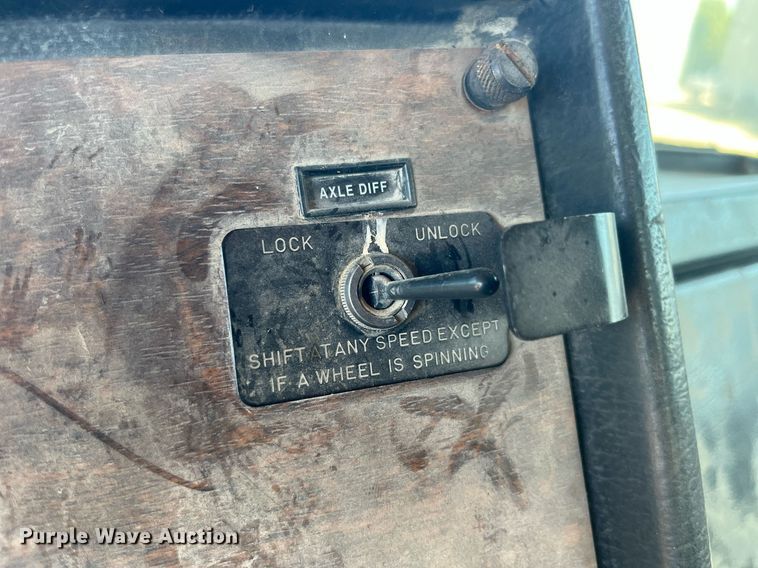 AXLE DIFF
LOCK UNLOCK
SHIFT AT ANY SPEED EXCEPT
IF A WHEEL IS SPINNING
Purple Wave Auction